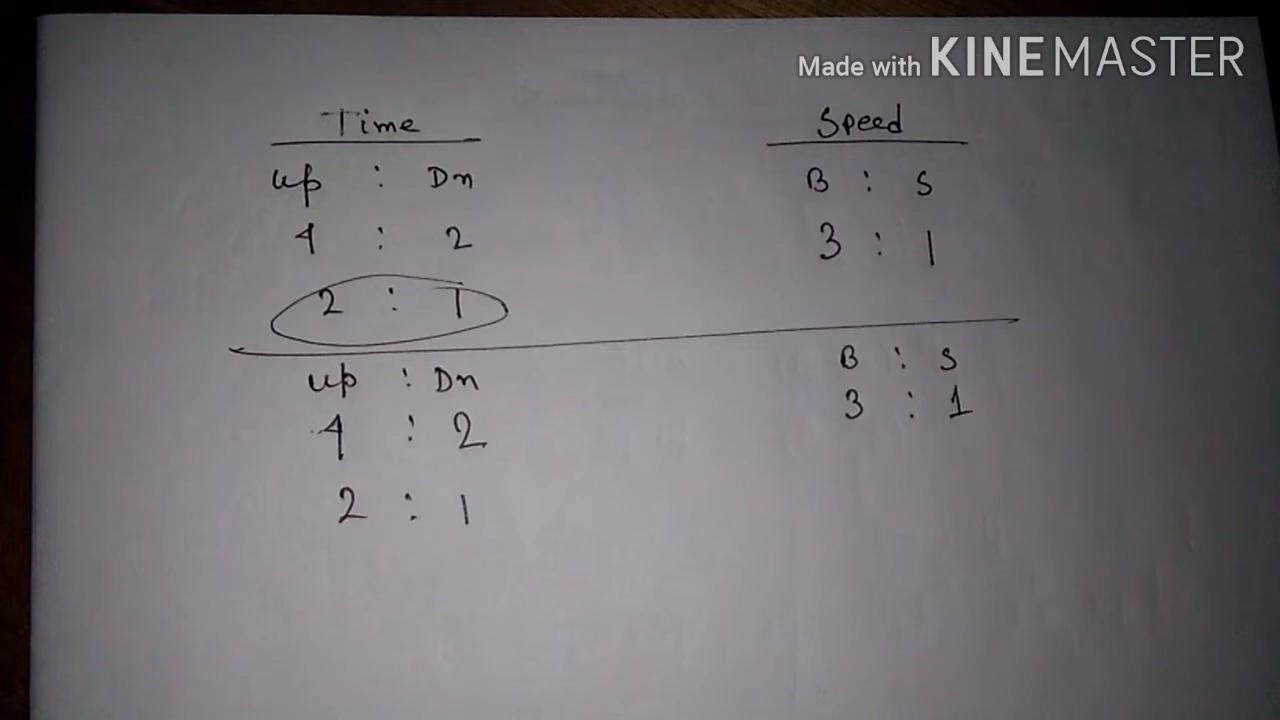 Made with KINEMASTER
Time
Speed
up : Dn
B : S
4 : 2
3 : 1
2 : 1
up : Dn
B : S
4 : 2
3 : 1
2 : 1